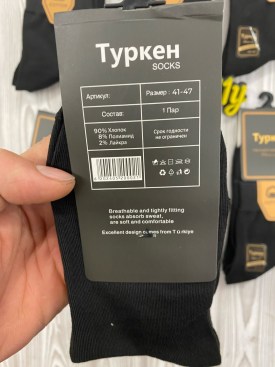 Туркен
SOCKS
Артикул:
Размер: 41-47
Состав:
1 Пар
90% Хлопок
8% Полиамид
2% Лайкра
Срок годности
не ограничен
Breathable and tightly fitting
socks absorb sweat,
are soft and comfortable
Excellent design comes from Türkiye